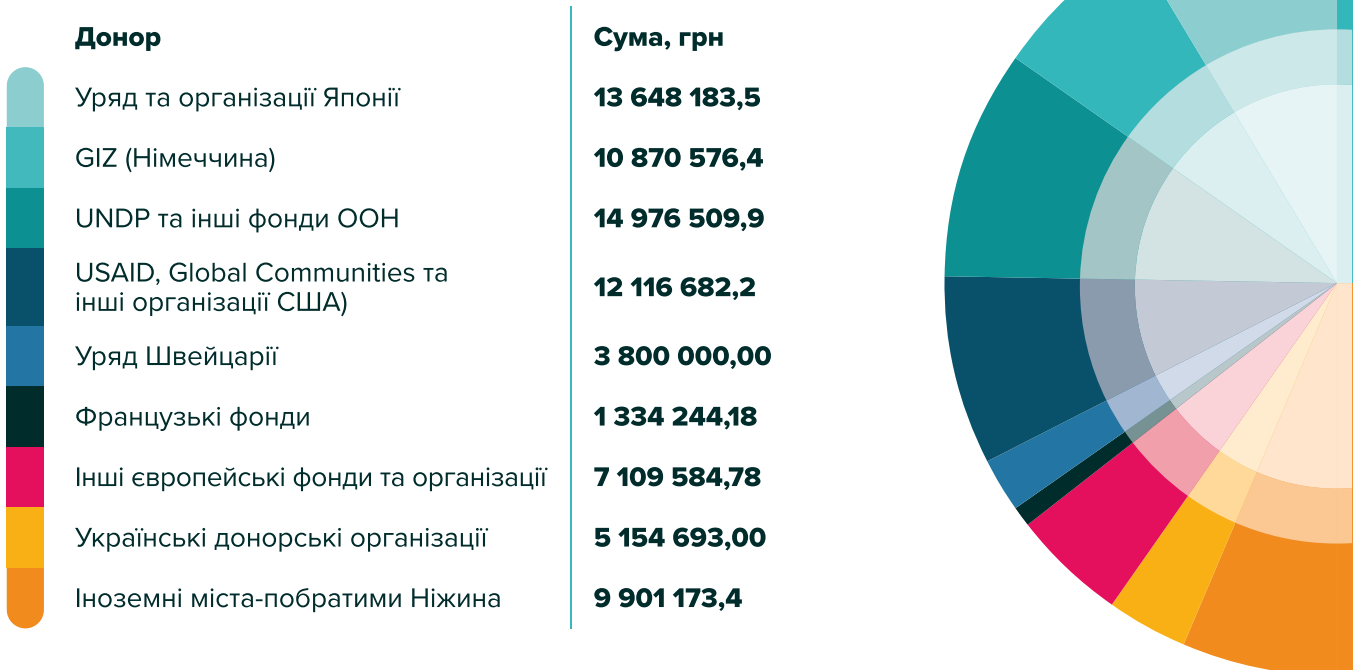 Донор Сума, грн
Уряд та організації Японії 13 648 183,5
GIZ (Німеччина) 10 870 576,4
UNDP та інші фонди ООН 14 976 509,9
USAID, Global Communities та
інші організації США) 12 116 682,2
Уряд Швейцарії 3 800 000,00
Французькі фонди 1 334 244,18
Інші європейські фонди та організації 7 109 584,78
Українські донорські організації 5 154 693,00
Іноземні міста-побратими Ніжина 9 901 173,4